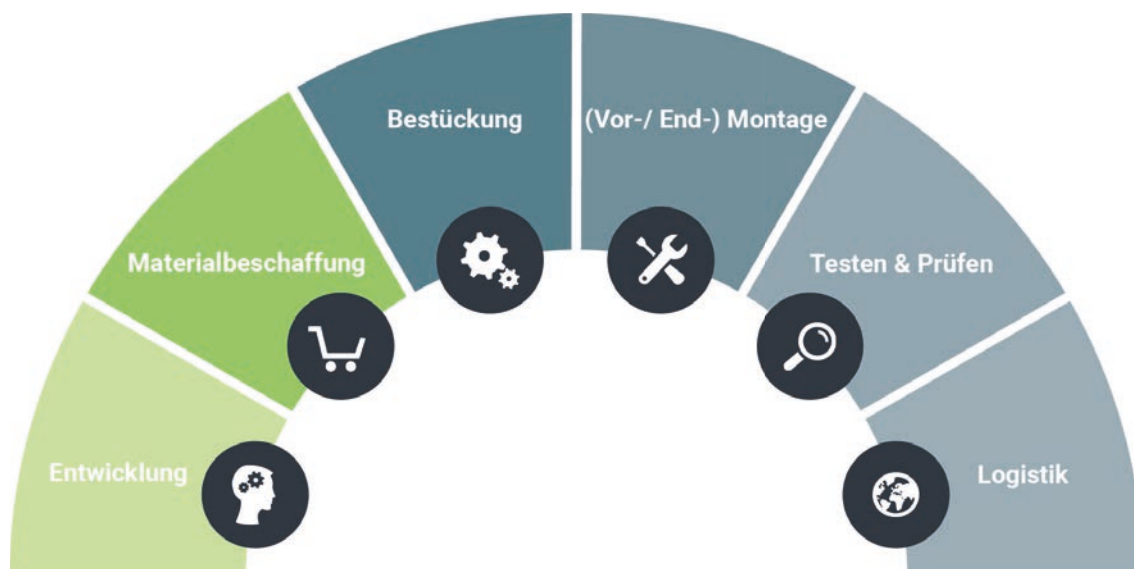 Entwicklung
Materialbeschaffung
Bestückung
(Vor-/ End-) Montage
Testen & Prüfen
Logistik